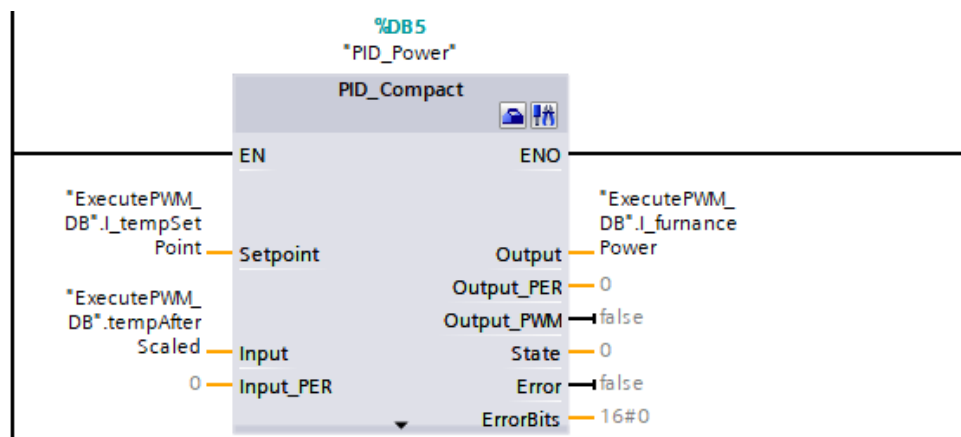 %DB5
"PID_Power"
PID_Compact
EN
ENO
"ExecutePWM_
DB".I_tempSet
Point
Setpoint
"ExecutePWM_
DB".tempAfter
Scaled
Input
0
Input_PER
Output
"ExecutePWM_
DB".I_furnance
Power
Output_PER
0
Output_PWM
false
State
0
Error
false
ErrorBits
16#0